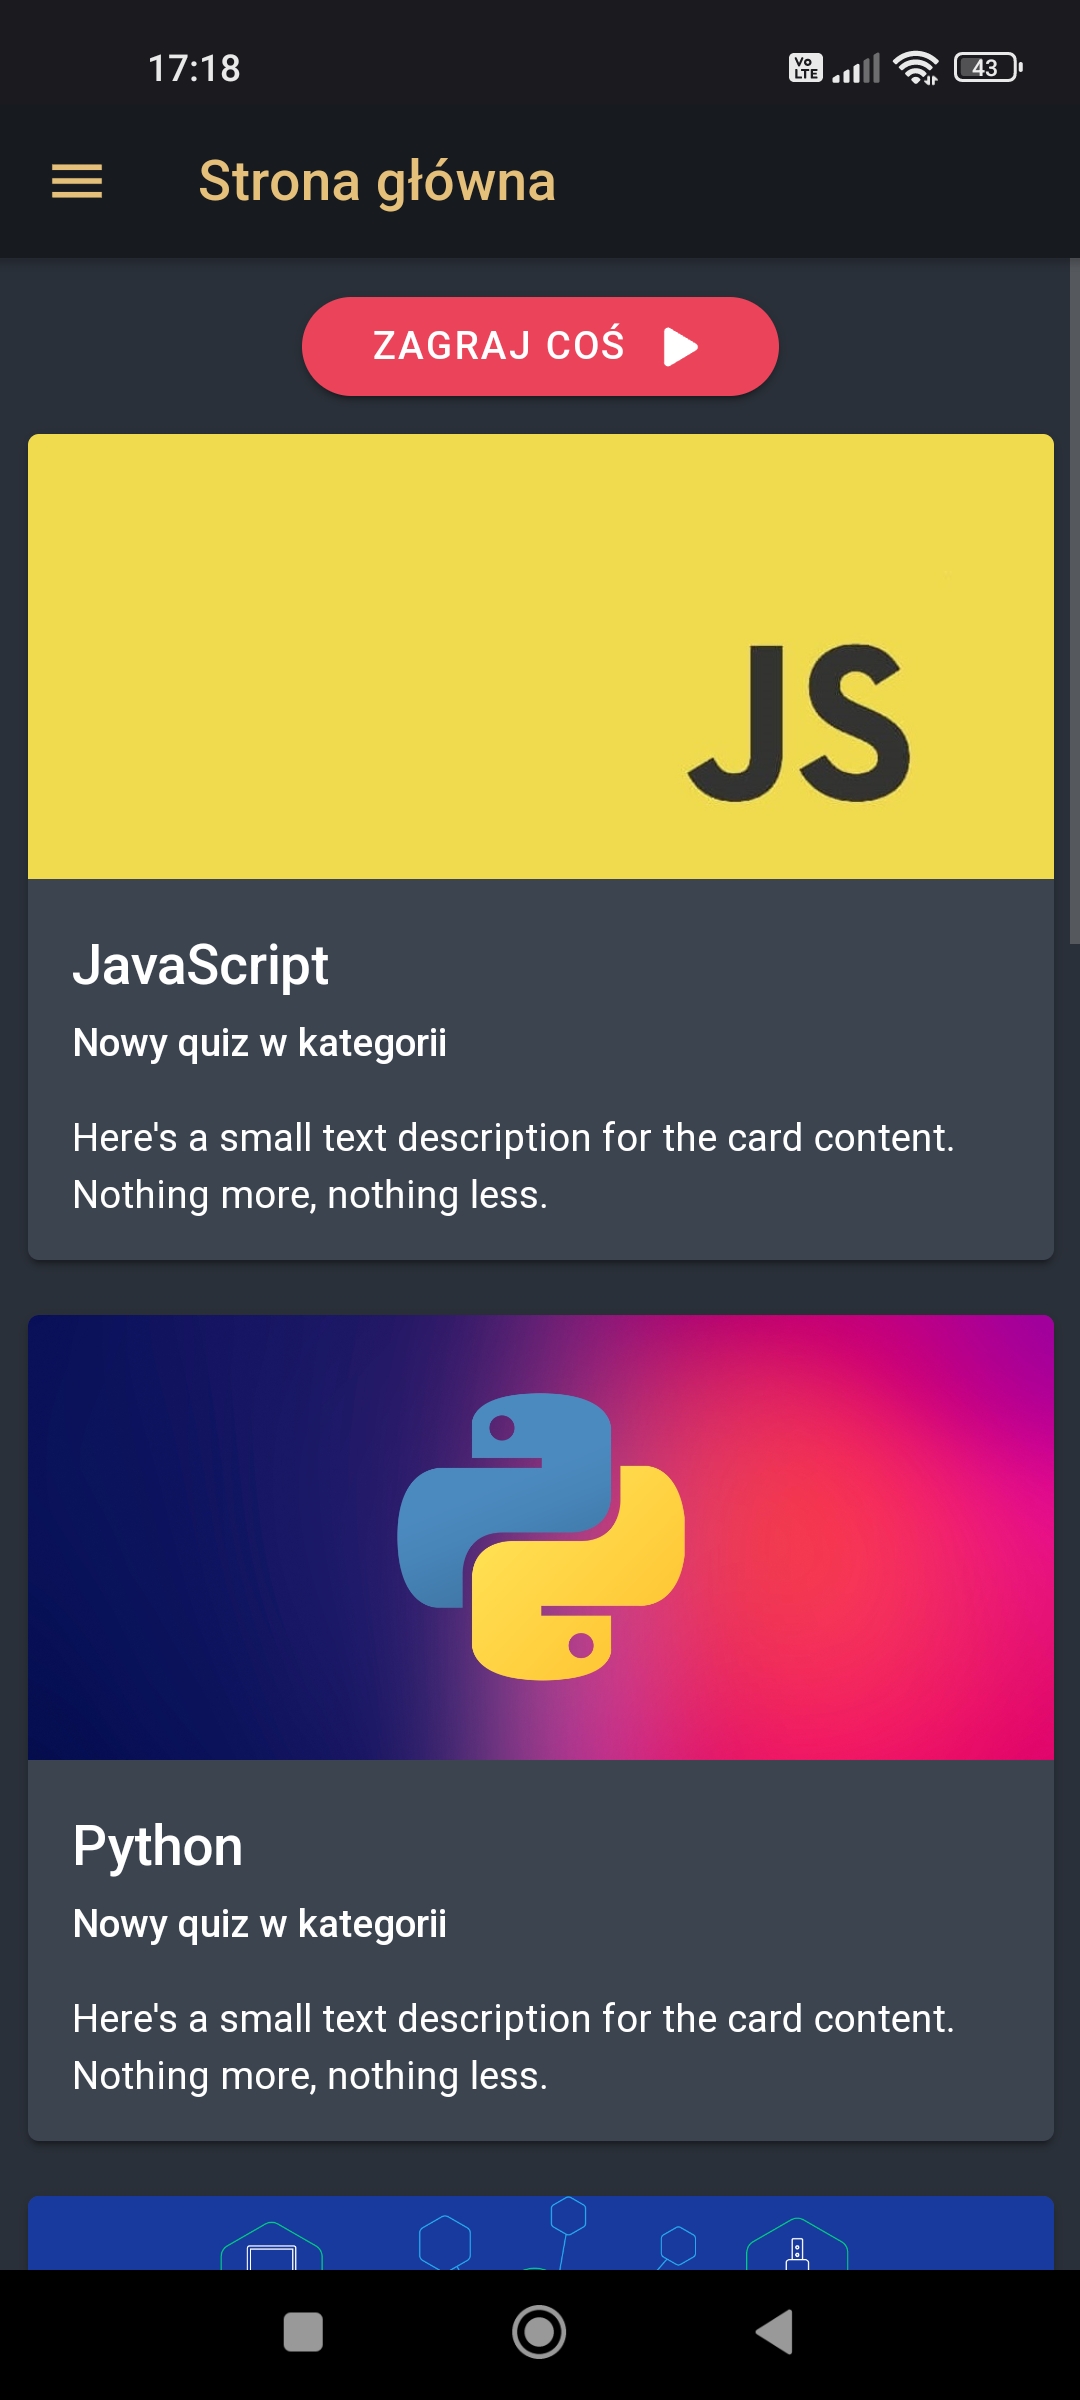 17:18
Vo LTE
43
Strona główna
ZAGRAJ COŚ
JS
JavaScript
Nowy quiz w kategorii
Here's a small text description for the card content.
Nothing more, nothing less.
Python
Nowy quiz w kategorii
Here's a small text description for the card content.
Nothing more, nothing less.